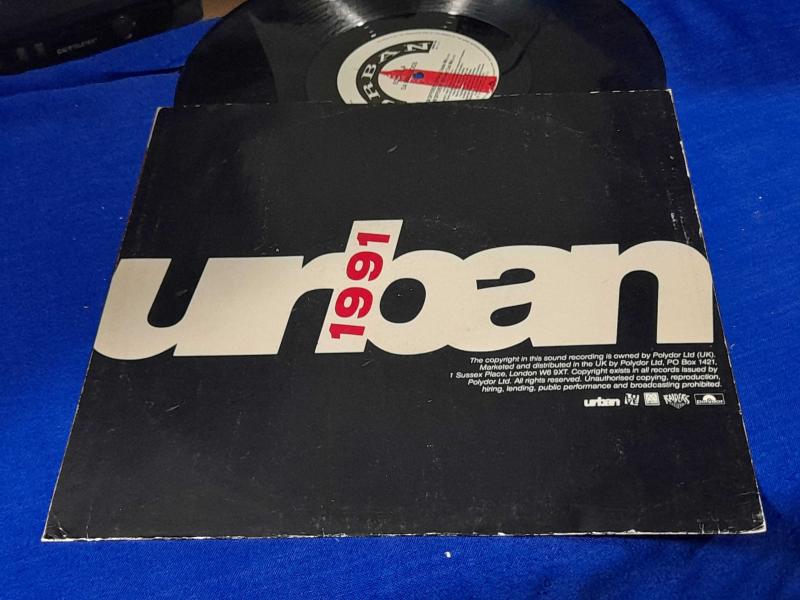 URBAN
urban
1991
The copyright in this sound recording is owned by Polydor Ltd (UK).
Marketed and distributed in the UK by Polydor Ltd, PO Box 1421,
1 Sussex Place, London W6 9XT. Copyright exists in all records issued by
Polydor Ltd. All rights reserved. Unauthorised copying, reproduction,
hiring, lending, public performance and broadcasting prohibited.
urban